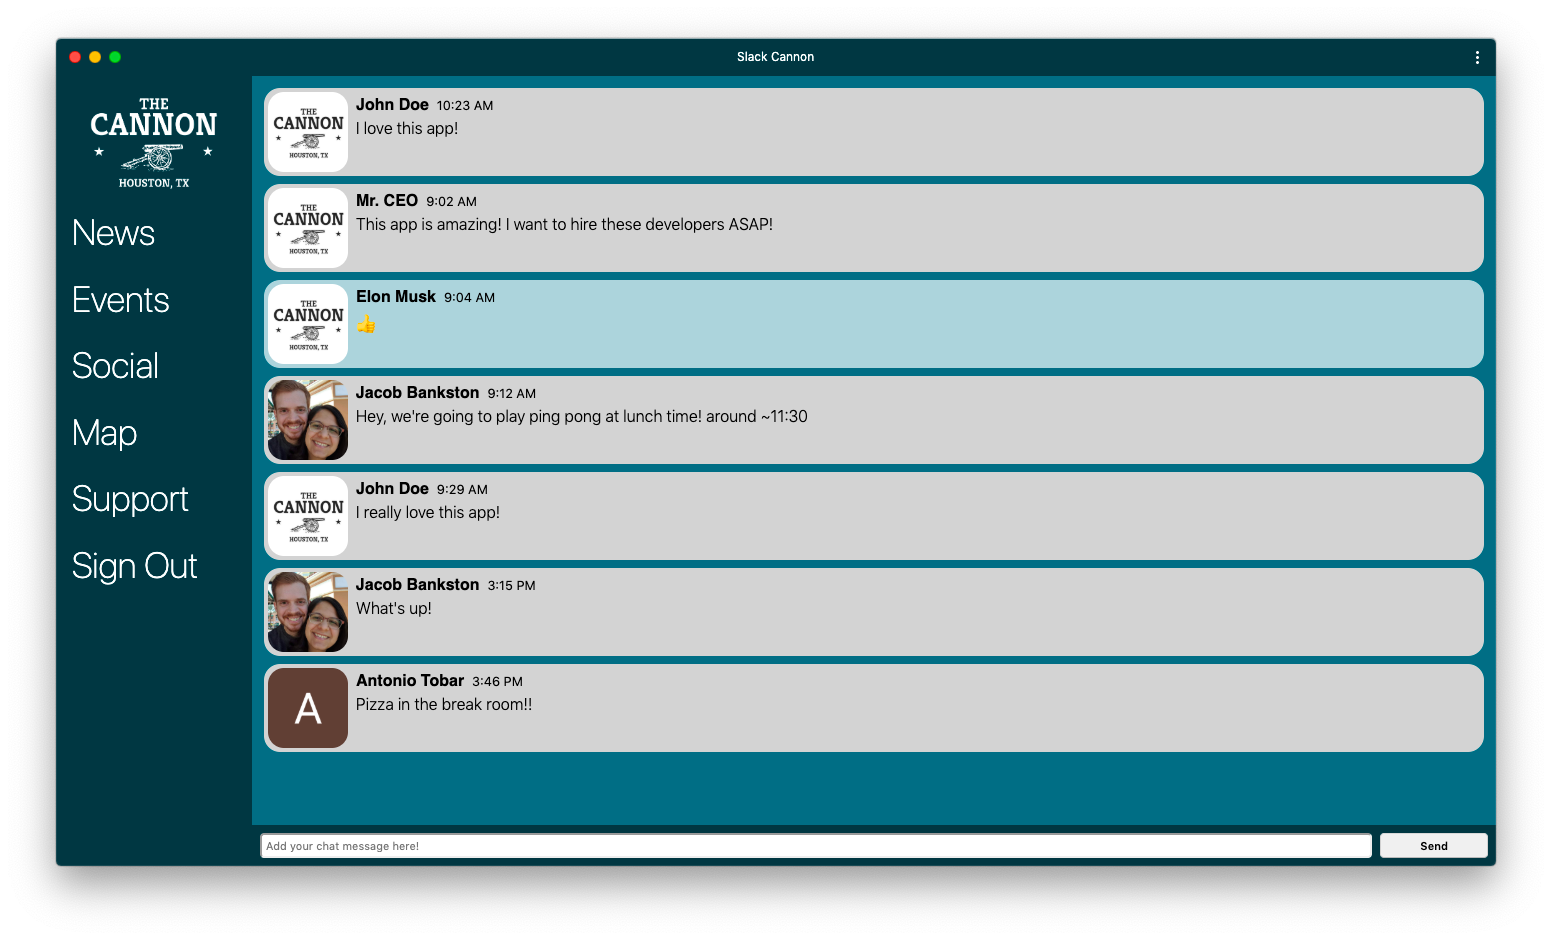 Slack Cannon
THE
CANNON
HOUSTON, TX
News
Events
Social
Map
Support
Sign Out
THE
CANNON
HOUSTON, TX
John Doe 10:23 AM
I love this app!
THE
CANNON
HOUSTON, TX
Mr. CEO 9:02 AM
This app is amazing! I want to hire these developers ASAP!
THE
CANNON
HOUSTON, TX
Elon Musk 9:04 AM
👍
Jacob Bankston 9:12 AM
Hey, we're going to play ping pong at lunch time! around ~11:30
THE
CANNON
HOUSTON, TX
John Doe 9:29 AM
I really love this app!
Jacob Bankston 3:15 PM
What's up!
A
Antonio Tobar 3:46 PM
Pizza in the break room!!
Add your chat message here!
Send